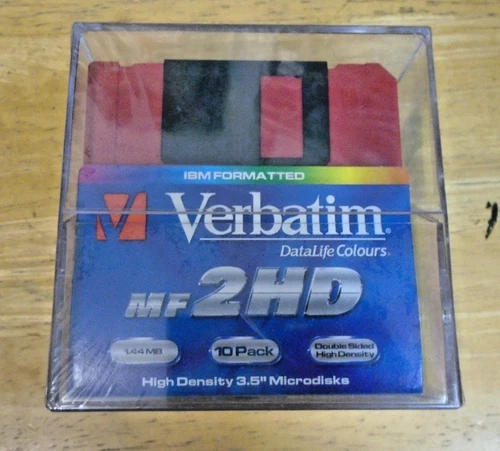 IBM FORMATTED
Verbatim®
DataLife Colours®
MF 2HD
1.44 MB
10 Pack
Double Sided
High Density
High Density 3.5" Microdisks